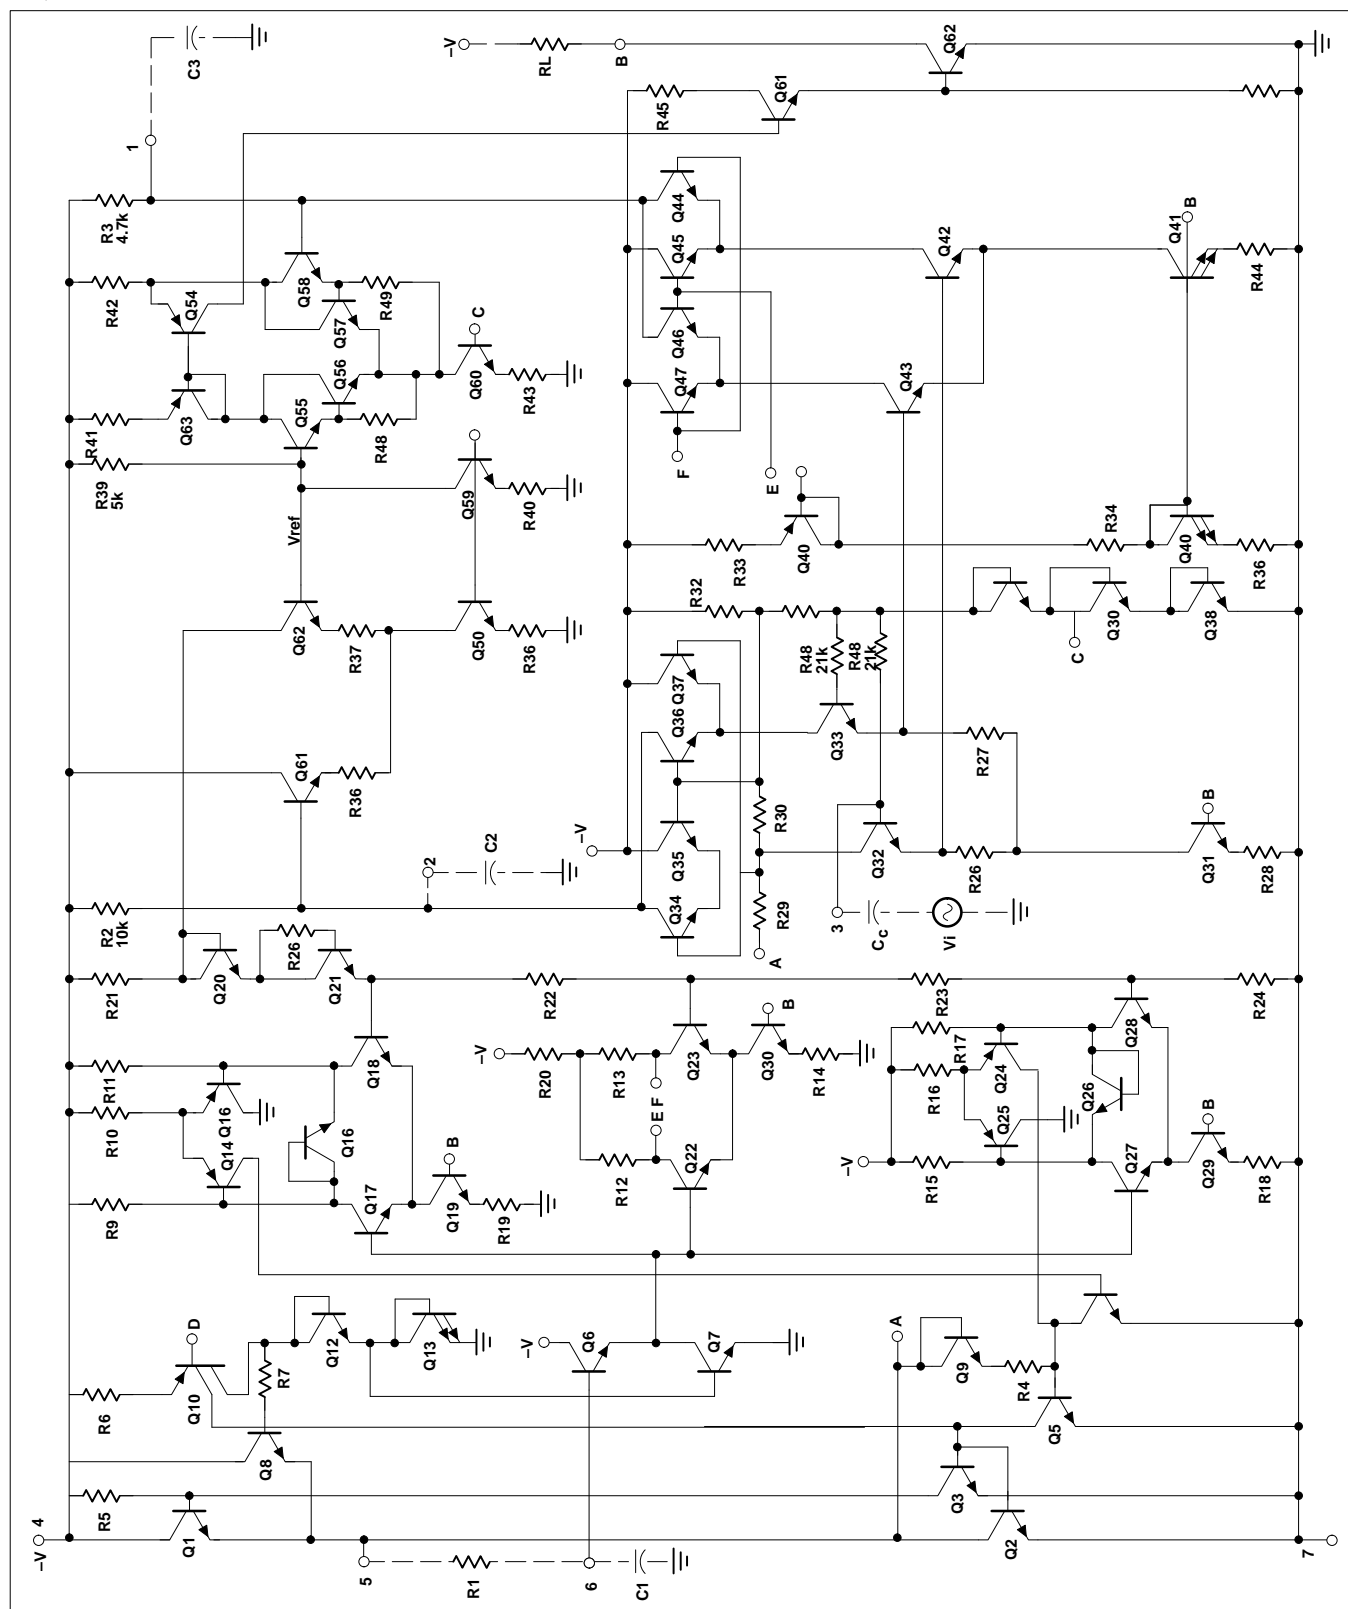 –V
4
R5
Q1
R6
D
Q10
R7
Q8
Q12
Q13
5
R1
6
C1
–V
Q6
Q7
A
Q9
R4
Q5
Q3
Q2
7
R9
R10
R11
Q14
Q16
Q16
Q17
Q18
Q19
B
R19
R21
Q20
R26
Q21
R22
–V
R20
R13
R12
E
F
Q22
Q23
B
Q30
R14
–V
R15
R16
R17
Q25
Q24
Q26
Q27
Q28
B
Q29
R18
R23
R24
R2
10k
2
C2
Q61
R36
Q62
R37
Q50
R36
Vref
R39
5k
R41
Q63
Q54
R42
R3
4.7k
1
C3
Q55
Q56
Q57
Q58
R48
R49
Q59
R40
Q60
C
R43
–V
Q34
Q35
Q36
Q37
R29
A
R30
R32
R33
Q40
R34
Q40
R36
R48
21k
R48
21k
Q33
Q32
3
Cc
Vi
R26
R27
Q31
B
R28
C
Q30
Q38
F
E
Q47
Q46
Q45
Q44
Q43
Q42
Q41
B
R44
R45
Q61
–V
RL
B
Q62